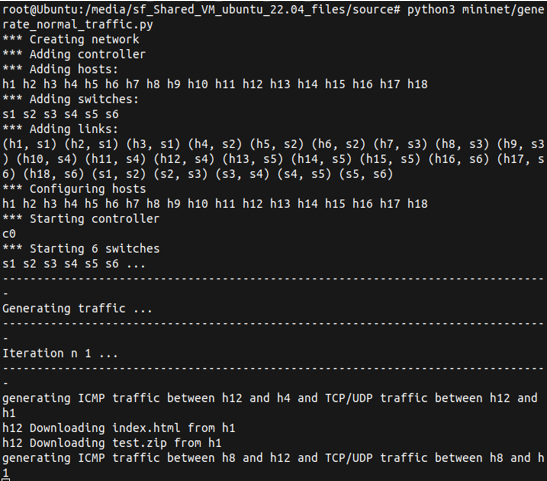 root@Ubuntu:/media/sf_Shared_VM_ubuntu_22.04_files/source# python3 mininet/gene
rate_normal_traffic.py
*** Creating network
*** Adding controller
*** Adding hosts:
h1 h2 h3 h4 h5 h6 h7 h8 h9 h10 h11 h12 h13 h14 h15 h16 h17 h18
*** Adding switches:
s1 s2 s3 s4 s5 s6
*** Adding links:
(h1, s1) (h2, s1) (h3, s1) (h4, s2) (h5, s2) (h6, s2) (h7, s3) (h8, s3) (h9, s3
) (h10, s4) (h11, s4) (h12, s4) (h13, s5) (h14, s5) (h15, s5) (h16, s6) (h17, s
6) (h18, s6) (s1, s2) (s2, s3) (s3, s4) (s4, s5) (s5, s6)
*** Configuring hosts
h1 h2 h3 h4 h5 h6 h7 h8 h9 h10 h11 h12 h13 h14 h15 h16 h17 h18
*** Starting controller
c0
*** Starting 6 switches
s1 s2 s3 s4 s5 s6 ...
-------------------------------------------------------------------------------
-
Generating traffic ...
-------------------------------------------------------------------------------
-
Iteration n 1 ...
-------------------------------------------------------------------------------
-
generating ICMP traffic between h12 and h4 and TCP/UDP traffic between h12 and
h1
h12 Downloading index.html from h1
h12 Downloading test.zip from h1
generating ICMP traffic between h8 and h12 and TCP/UDP traffic between h8 and h
1